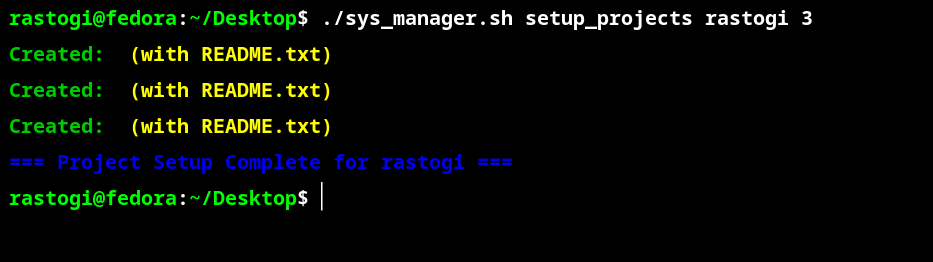 rastogi@fedora:~/Desktop$ ./sys_manager.sh setup_projects rastogi 3
Created:  (with README.txt)
Created:  (with README.txt)
Created:  (with README.txt)
=== Project Setup Complete for rastogi ===
rastogi@fedora:~/Desktop$